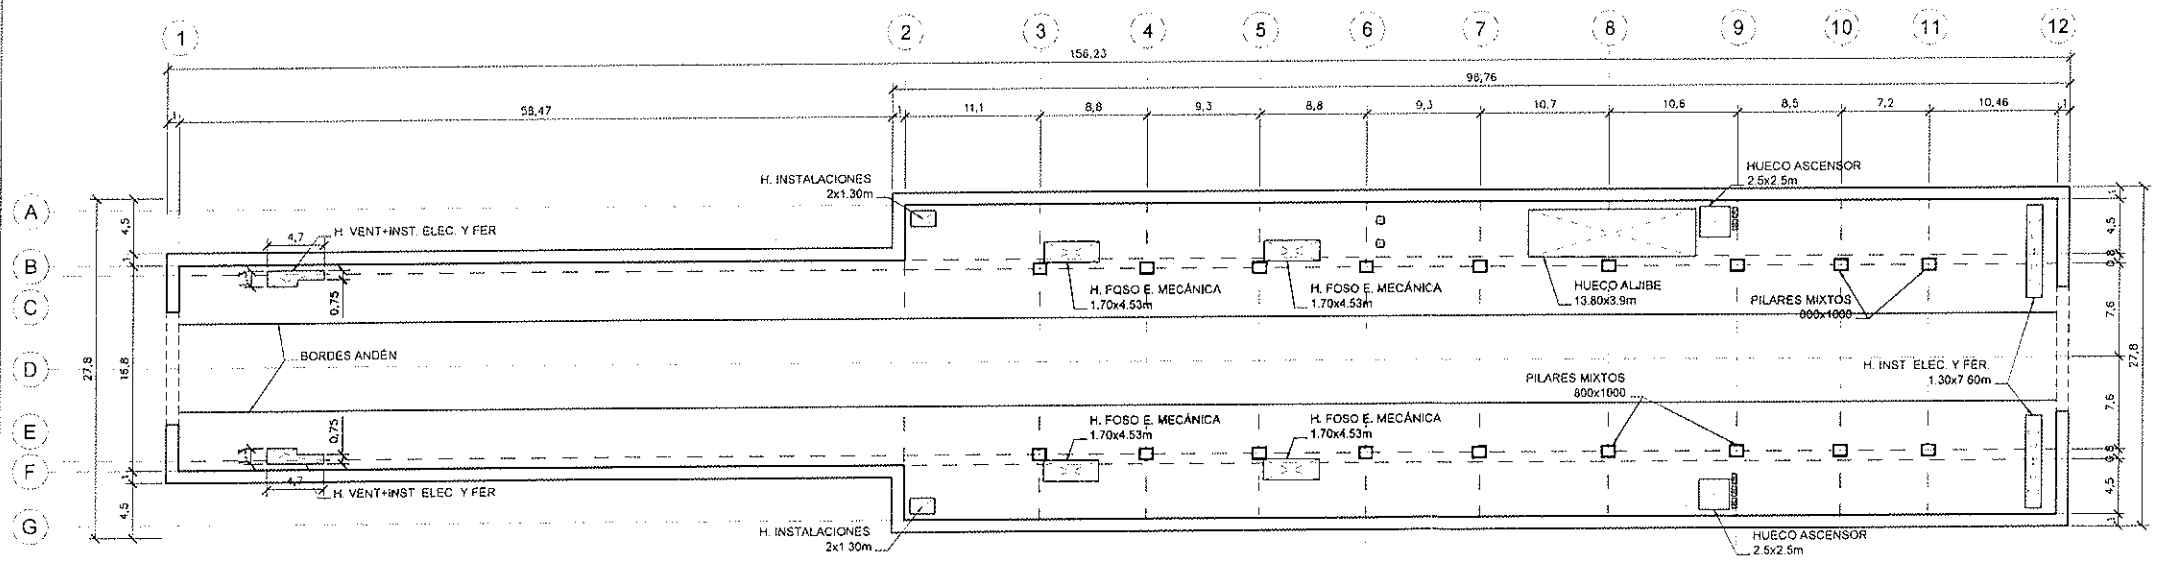 1 2 3 4 5 6 7 8 9 10 11 12
156,23
96,76
1 58,47 1 11,1 8,8 9,3 8,8 9,3 10,7 10,6 8,5 7,2 10,46 1
H. INSTALACIONES
2x1.30m
HUECO ASCENSOR
2.5x2.5m
A
B
C
D
E
F
G
27,8
4,5
1
16,8
1
4,5
4,7
H. VENT+INST. ELEC. Y FER
0,75
H. FOSO E. MECÁNICA
1.70x4.53m
H. FOSO E. MECÁNICA
1.70x4.53m
HUECO ALJIBE
13.80x3.9m
PILARES MIXTOS
800x1000
BORDES ANDÉN
PILARES MIXTOS
800x1000
H. INST. ELEC. Y FER.
1.30x7.60m
H. FOSO E. MECÁNICA
1.70x4.53m
H. FOSO E. MECÁNICA
1.70x4.53m
0,75
4,7
H. VENT+INST. ELEC. Y FER
H. INSTALACIONES
2x1.30m
HUECO ASCENSOR
2.5x2.5m
1
4,5
0,8
7,6
7,6
0,8
4,5
1
27,8